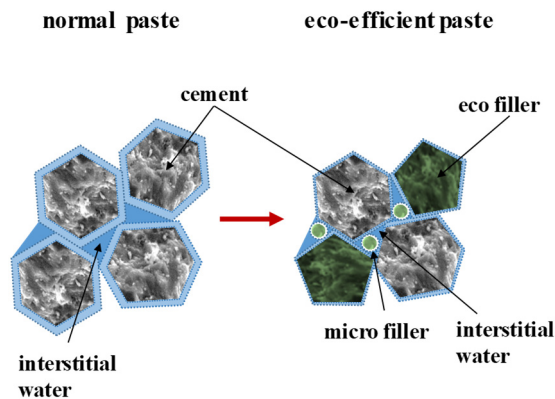 normal paste
eco-efficient paste
cement
eco filler
interstitial
water
micro filler
interstitial
water